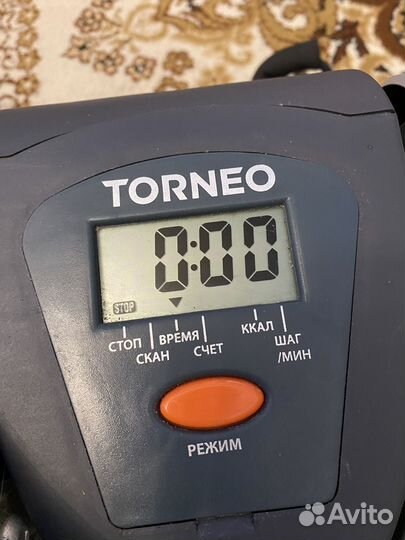 TORNEO
0:00
STOP
СТОП СКАН ВРЕМЯ СЧЕТ ККАЛ ШАГ
/МИН
РЕЖИМ
Avito